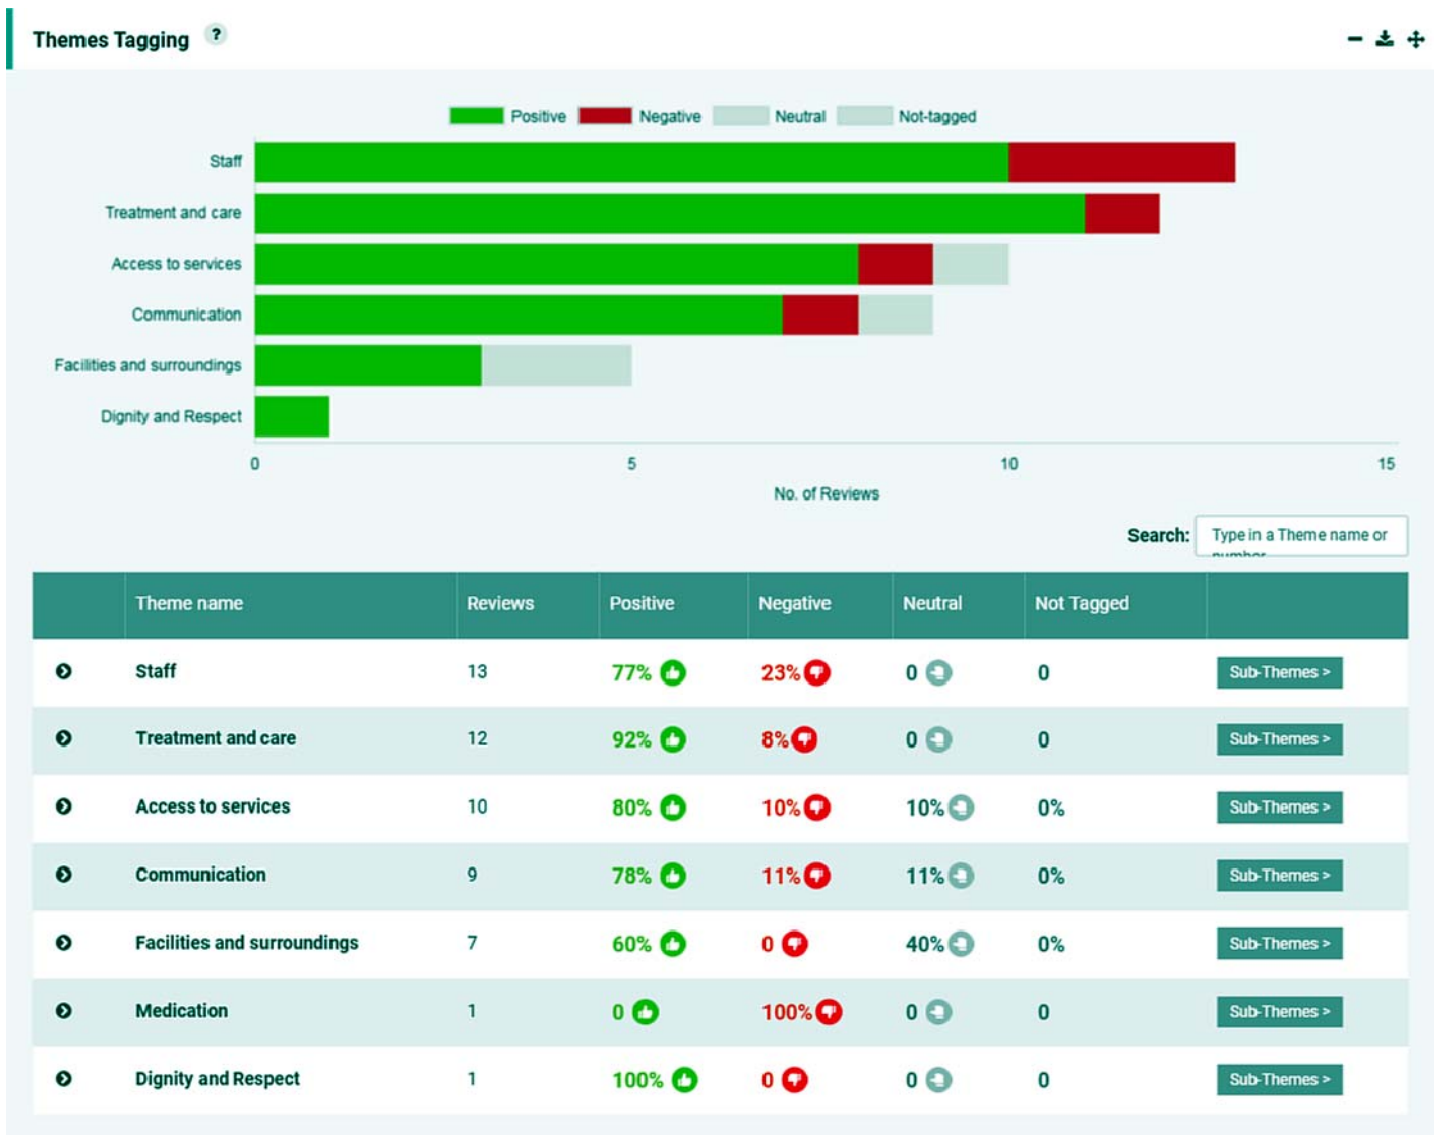 Themes Tagging ?
Positive Negative Neutral Not-tagged
Staff
Treatment and care
Access to services
Communication
Facilities and surroundings
Dignity and Respect
0 5 10 15
No. of Reviews
Search: Type in a Theme name or
number
Theme name Reviews Positive Negative Neutral Not Tagged
Staff 13 77% 23% 0 0 Sub-Themes >
Treatment and care 12 92% 8% 0 0 Sub-Themes >
Access to services 10 80% 10% 10% 0% Sub-Themes >
Communication 9 78% 11% 11% 0% Sub-Themes >
Facilities and surroundings 7 60% 0 40% 0% Sub-Themes >
Medication 1 0 100% 0 0 Sub-Themes >
Dignity and Respect 1 100% 0 0 0 Sub-Themes >